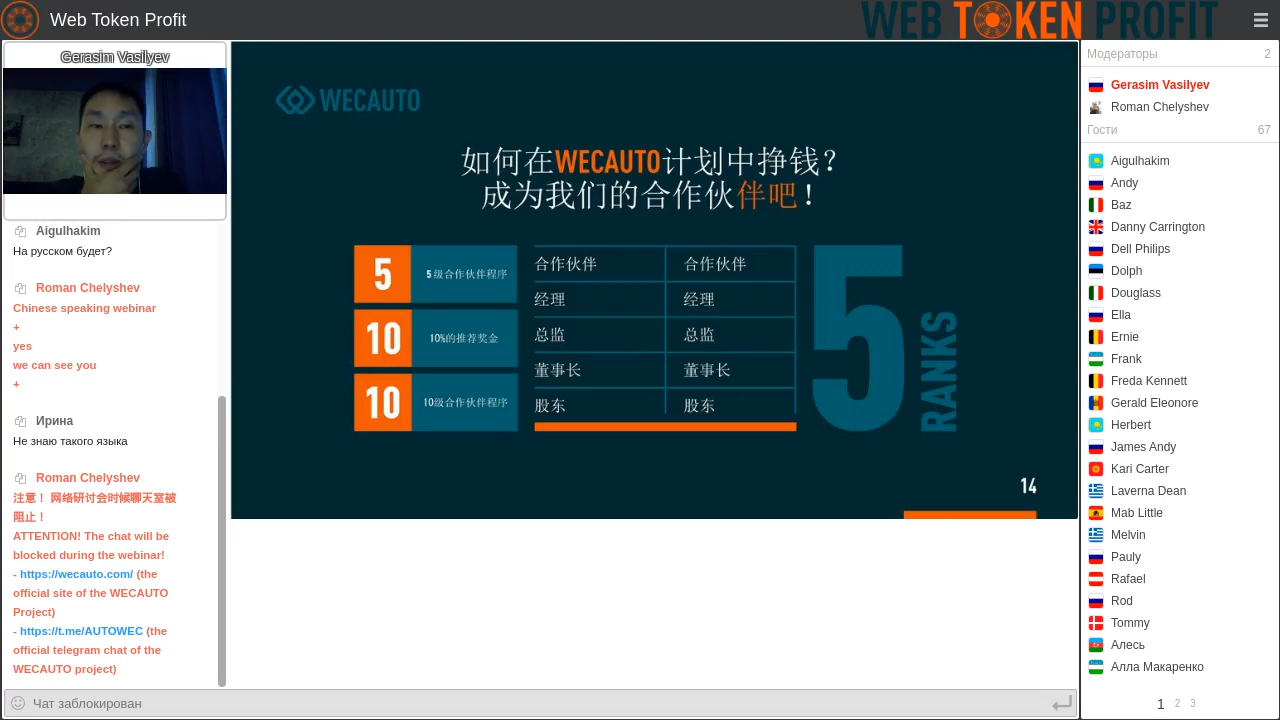 Web Token Profit
WEB TOKEN PROFIT
Gerasim Vasilyev
Aigulhakim
На русском будет?
Roman Chelyshev
Chinese speaking webinar
+
yes
we can see you
+
Ирина
Не знаю такого языка
Roman Chelyshev
注意！ 网络研讨会时候聊天室被
阻止！
ATTENTION! The chat will be
blocked during the webinar!
- https://wecauto.com/ (the
official site of the WECAUTO
Project)
- https://t.me/AUTOWEC (the
official telegram chat of the
WECAUTO project)
Чат заблокирован
WECAUTO
如何在WECAUTO计划中挣钱?
成为我们的合作伙伴吧!
5 5 级合作伙伴程序
10 10%的推荐奖金
10 10级合作伙伴程序
合作伙伴 合作伙伴
经理 经理
总监 总监
董事长 董事长
股东 股东
5 RANKS
14
Модераторы 2
Gerasim Vasilyev
Roman Chelyshev
Гости 67
Aigulhakim
Andy
Baz
Danny Carrington
Dell Philips
Dolph
Douglass
Ella
Ernie
Frank
Freda Kennett
Gerald Eleonore
Herbert
James Andy
Kari Carter
Laverna Dean
Mab Little
Melvin
Pauly
Rafael
Rod
Tommy
Алесь
Алла Макаренко
1 2 3